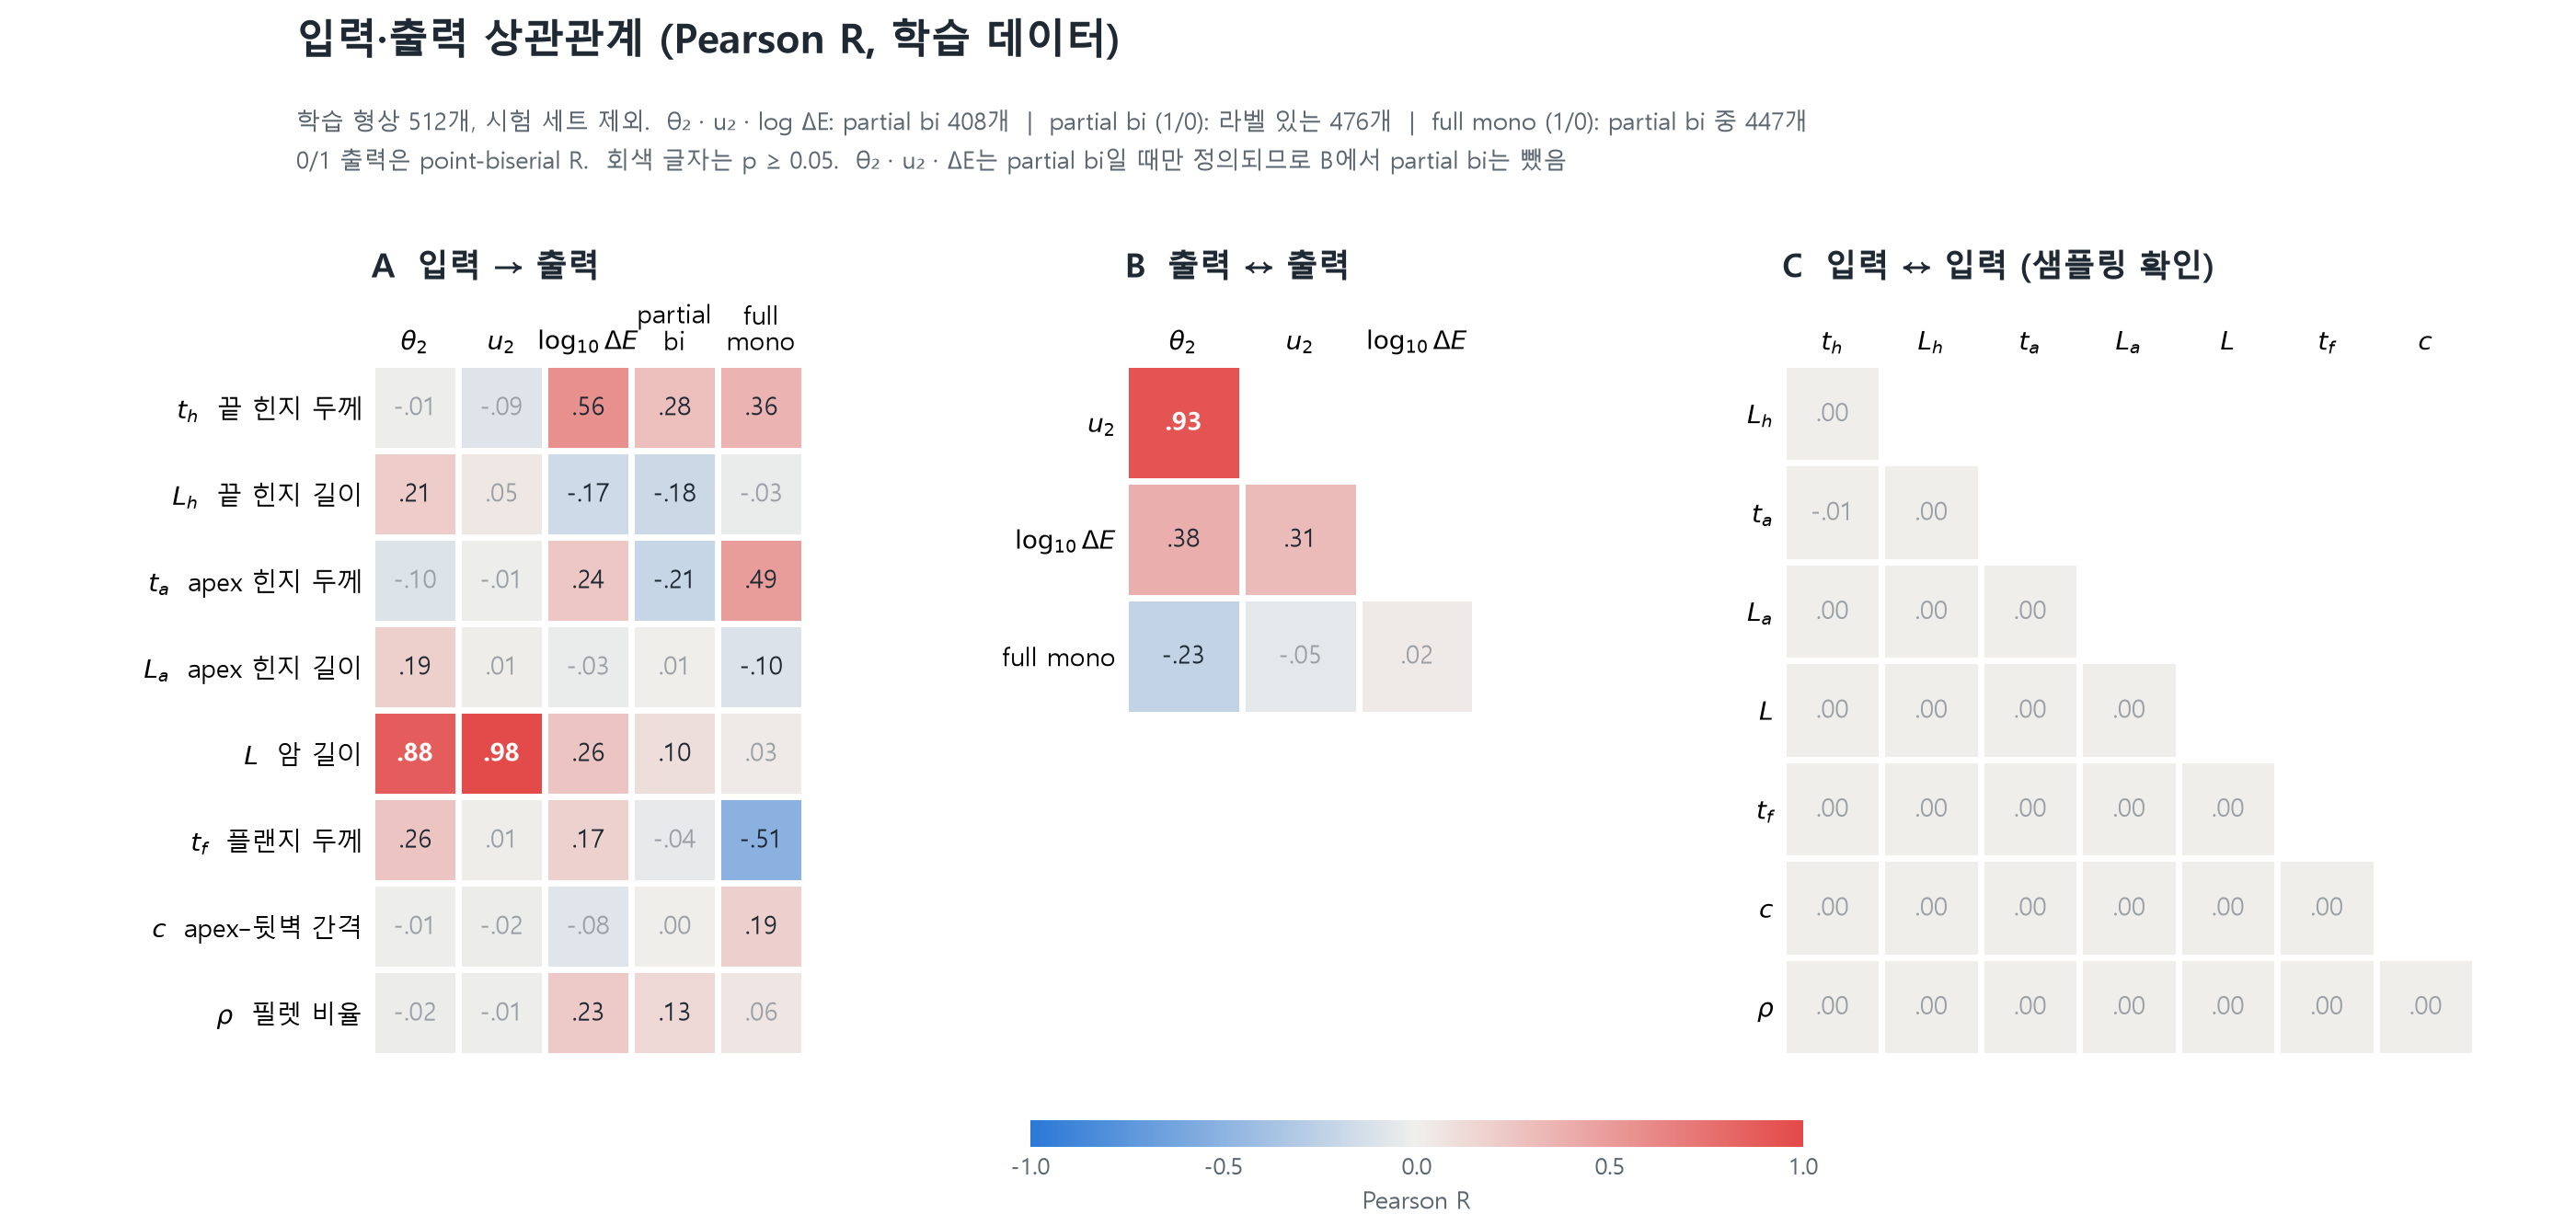 입력·출력 상관관계 (Pearson R, 학습 데이터)
학습 형상 512개, 시험 세트 제외. θ₂ · u₂ · log ΔE: partial bi 408개 | partial bi (1/0): 라벨 있는 476개 | full mono (1/0): partial bi 중 447개
0/1 출력은 point-biserial R. 회색 글자는 p ≥ 0.05. θ₂ · u₂ · ΔE는 partial bi일 때만 정의되므로 B에서 partial bi는 뺐음
A 입력 → 출력
θ₂ u₂ log₁₀ ΔE partial bi full mono
t_h 끝 힌지 두께 -.01 -.09 .56 .28 .36
L_h 끝 힌지 길이 .21 .05 -.17 -.18 -.03
t_a apex 힌지 두께 -.10 -.01 .24 -.21 .49
L_a apex 힌지 길이 .19 .01 -.03 .01 -.10
L 암 길이 .88 .98 .26 .10 .03
t_f 플랜지 두께 .26 .01 .17 -.04 -.51
c apex–뒷벽 간격 -.01 -.02 -.08 .00 .19
ρ 필렛 비율 -.02 -.01 .23 .13 .06
B 출력 ↔ 출력
θ₂ u₂ log₁₀ ΔE
u₂ .93
log₁₀ ΔE .38 .31
full mono -.23 -.05 .02
C 입력 ↔ 입력 (샘플링 확인)
t_h L_h t_a L_a L t_f c
L_h .00
t_a -.01 .00
L_a .00 .00 .00
L .00 .00 .00 .00
t_f .00 .00 .00 .00 .00
c .00 .00 .00 .00 .00 .00
ρ .00 .00 .00 .00 .00 .00 .00
-1.0 -0.5 0.0 0.5 1.0
Pearson R